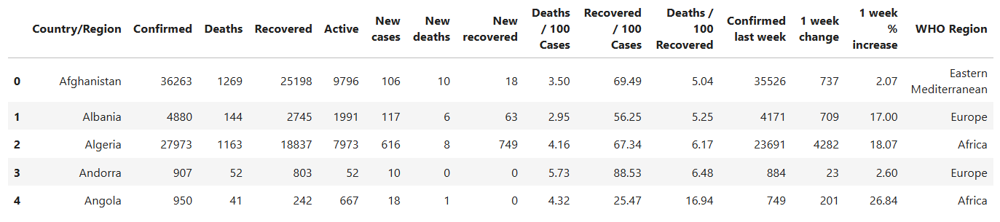 Country/Region Confirmed Deaths Recovered Active New cases New deaths New recovered Deaths / 100 Cases Recovered / 100 Cases Deaths / 100 Recovered Confirmed last week 1 week change 1 week % increase WHO Region
0 Afghanistan 36263 1269 25198 9796 106 10 18 3.50 69.49 5.04 35526 737 2.07 Eastern Mediterranean
1 Albania 4880 144 2745 1991 117 6 63 2.95 56.25 5.25 4171 709 17.00 Europe
2 Algeria 27973 1163 18837 7973 616 8 749 4.16 67.34 6.17 23691 4282 18.07 Africa
3 Andorra 907 52 803 52 10 0 0 5.73 88.53 6.48 884 23 2.60 Europe
4 Angola 950 41 242 667 18 1 0 4.32 25.47 16.94 749 201 26.84 Africa